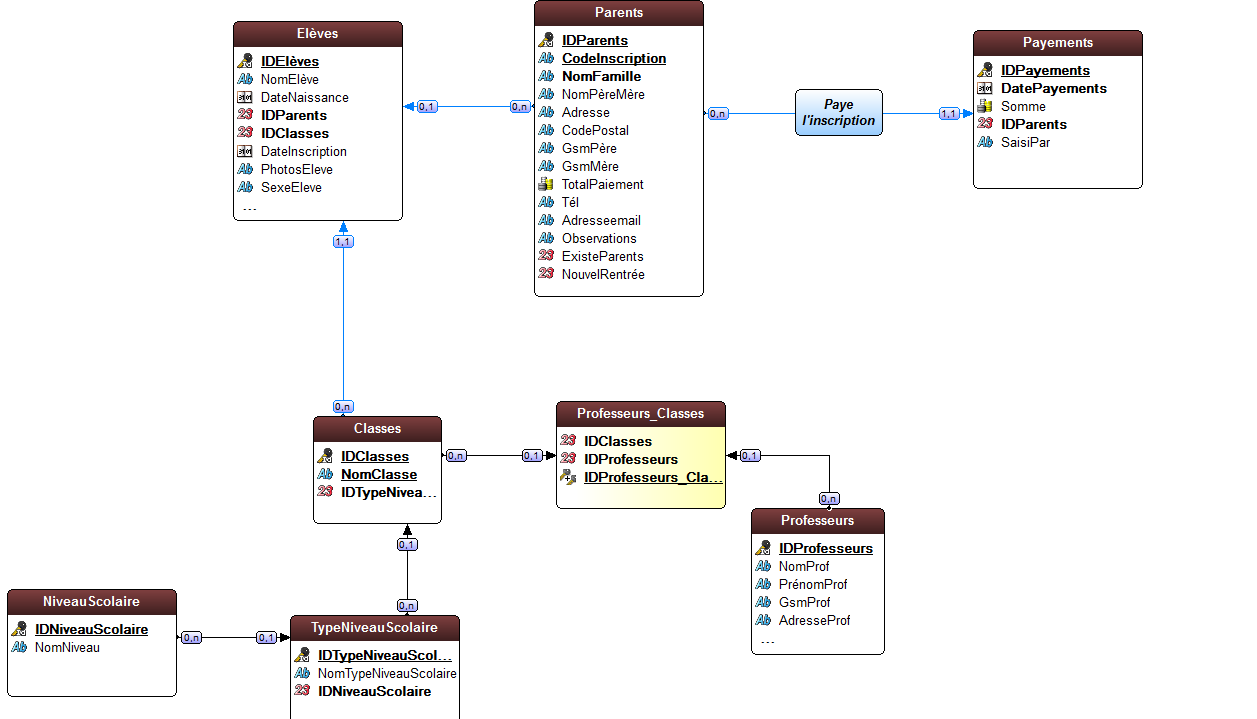 Elèves
IDElèves
NomElève
DateNaissance
IDParents
IDClasses
DateInscription
PhotosEleve
SexeEleve
...
Parents
IDParents
CodeInscription
NomFamille
NomPèreMère
Adresse
CodePostal
GsmPère
GsmMère
TotalPaiement
Tél
Adresseemail
Observations
ExisteParents
NouvelRentrée
Payements
IDPayements
DatePayements
Somme
IDParents
SaisiPar
0,1
0,n
0,n
Paye
l'inscription
1,1
1,1
0,n
Classes
IDClasses
NomClasse
IDTypeNivea...
0,n
0,1
Professeurs_Classes
IDClasses
IDProfesseurs
IDProfesseurs_Cla...
0,1
0,n
Professeurs
IDProfesseurs
NomProf
PrénomProf
GsmProf
AdresseProf
...
0,1
0,n
NiveauScolaire
IDNiveauScolaire
NomNiveau
0,n
0,1
TypeNiveauScolaire
IDTypeNiveauScol...
NomTypeNiveauScolaire
IDNiveauScolaire